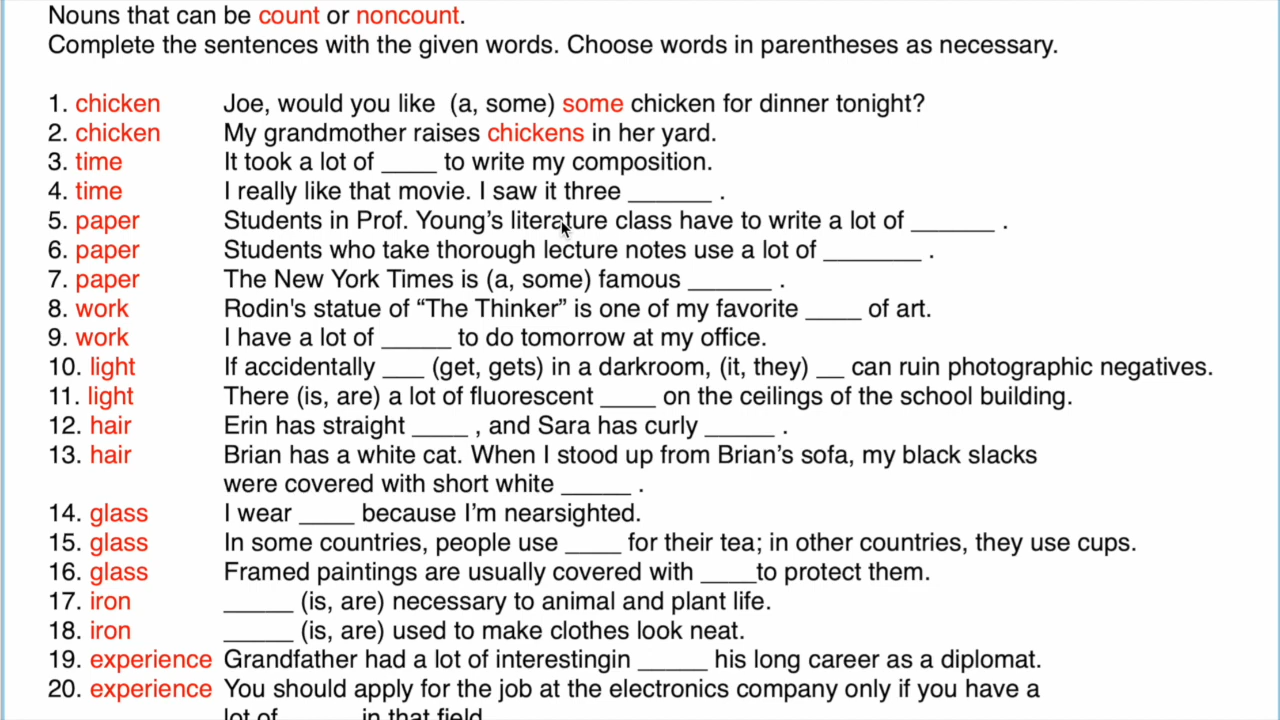 Nouns that can be count or noncount.
Complete the sentences with the given words. Choose words in parentheses as necessary.
1. chicken Joe, would you like (a, some) some chicken for dinner tonight?
2. chicken My grandmother raises chickens in her yard.
3. time It took a lot of ____ to write my composition.
4. time I really like that movie. I saw it three ______ .
5. paper Students in Prof. Young’s literature class have to write a lot of ______ .
6. paper Students who take thorough lecture notes use a lot of _______ .
7. paper The New York Times is (a, some) famous ______ .
8. work Rodin's statue of “The Thinker” is one of my favorite ____ of art.
9. work I have a lot of _____ to do tomorrow at my office.
10. light If accidentally ___ (get, gets) in a darkroom, (it, they) __ can ruin photographic negatives.
11. light There (is, are) a lot of fluorescent ____ on the ceilings of the school building.
12. hair Erin has straight ____ , and Sara has curly _____ .
13. hair Brian has a white cat. When I stood up from Brian’s sofa, my black slacks
were covered with short white _____ .
14. glass I wear ____ because I’m nearsighted.
15. glass In some countries, people use ____ for their tea; in other countries, they use cups.
16. glass Framed paintings are usually covered with ____to protect them.
17. iron _____ (is, are) necessary to animal and plant life.
18. iron _____ (is, are) used to make clothes look neat.
19. experience Grandfather had a lot of interestingin _____ his long career as a diplomat.
20. experience You should apply for the job at the electronics company only if you have a
lot of _____ in that field.